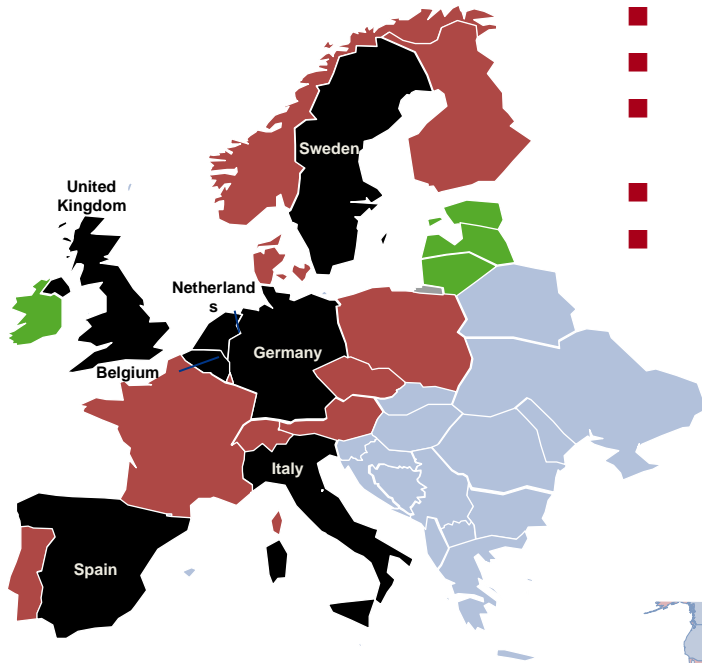 Sweden
United
Kingdom
Netherland
s
Germany
Belgium
Italy
Spain